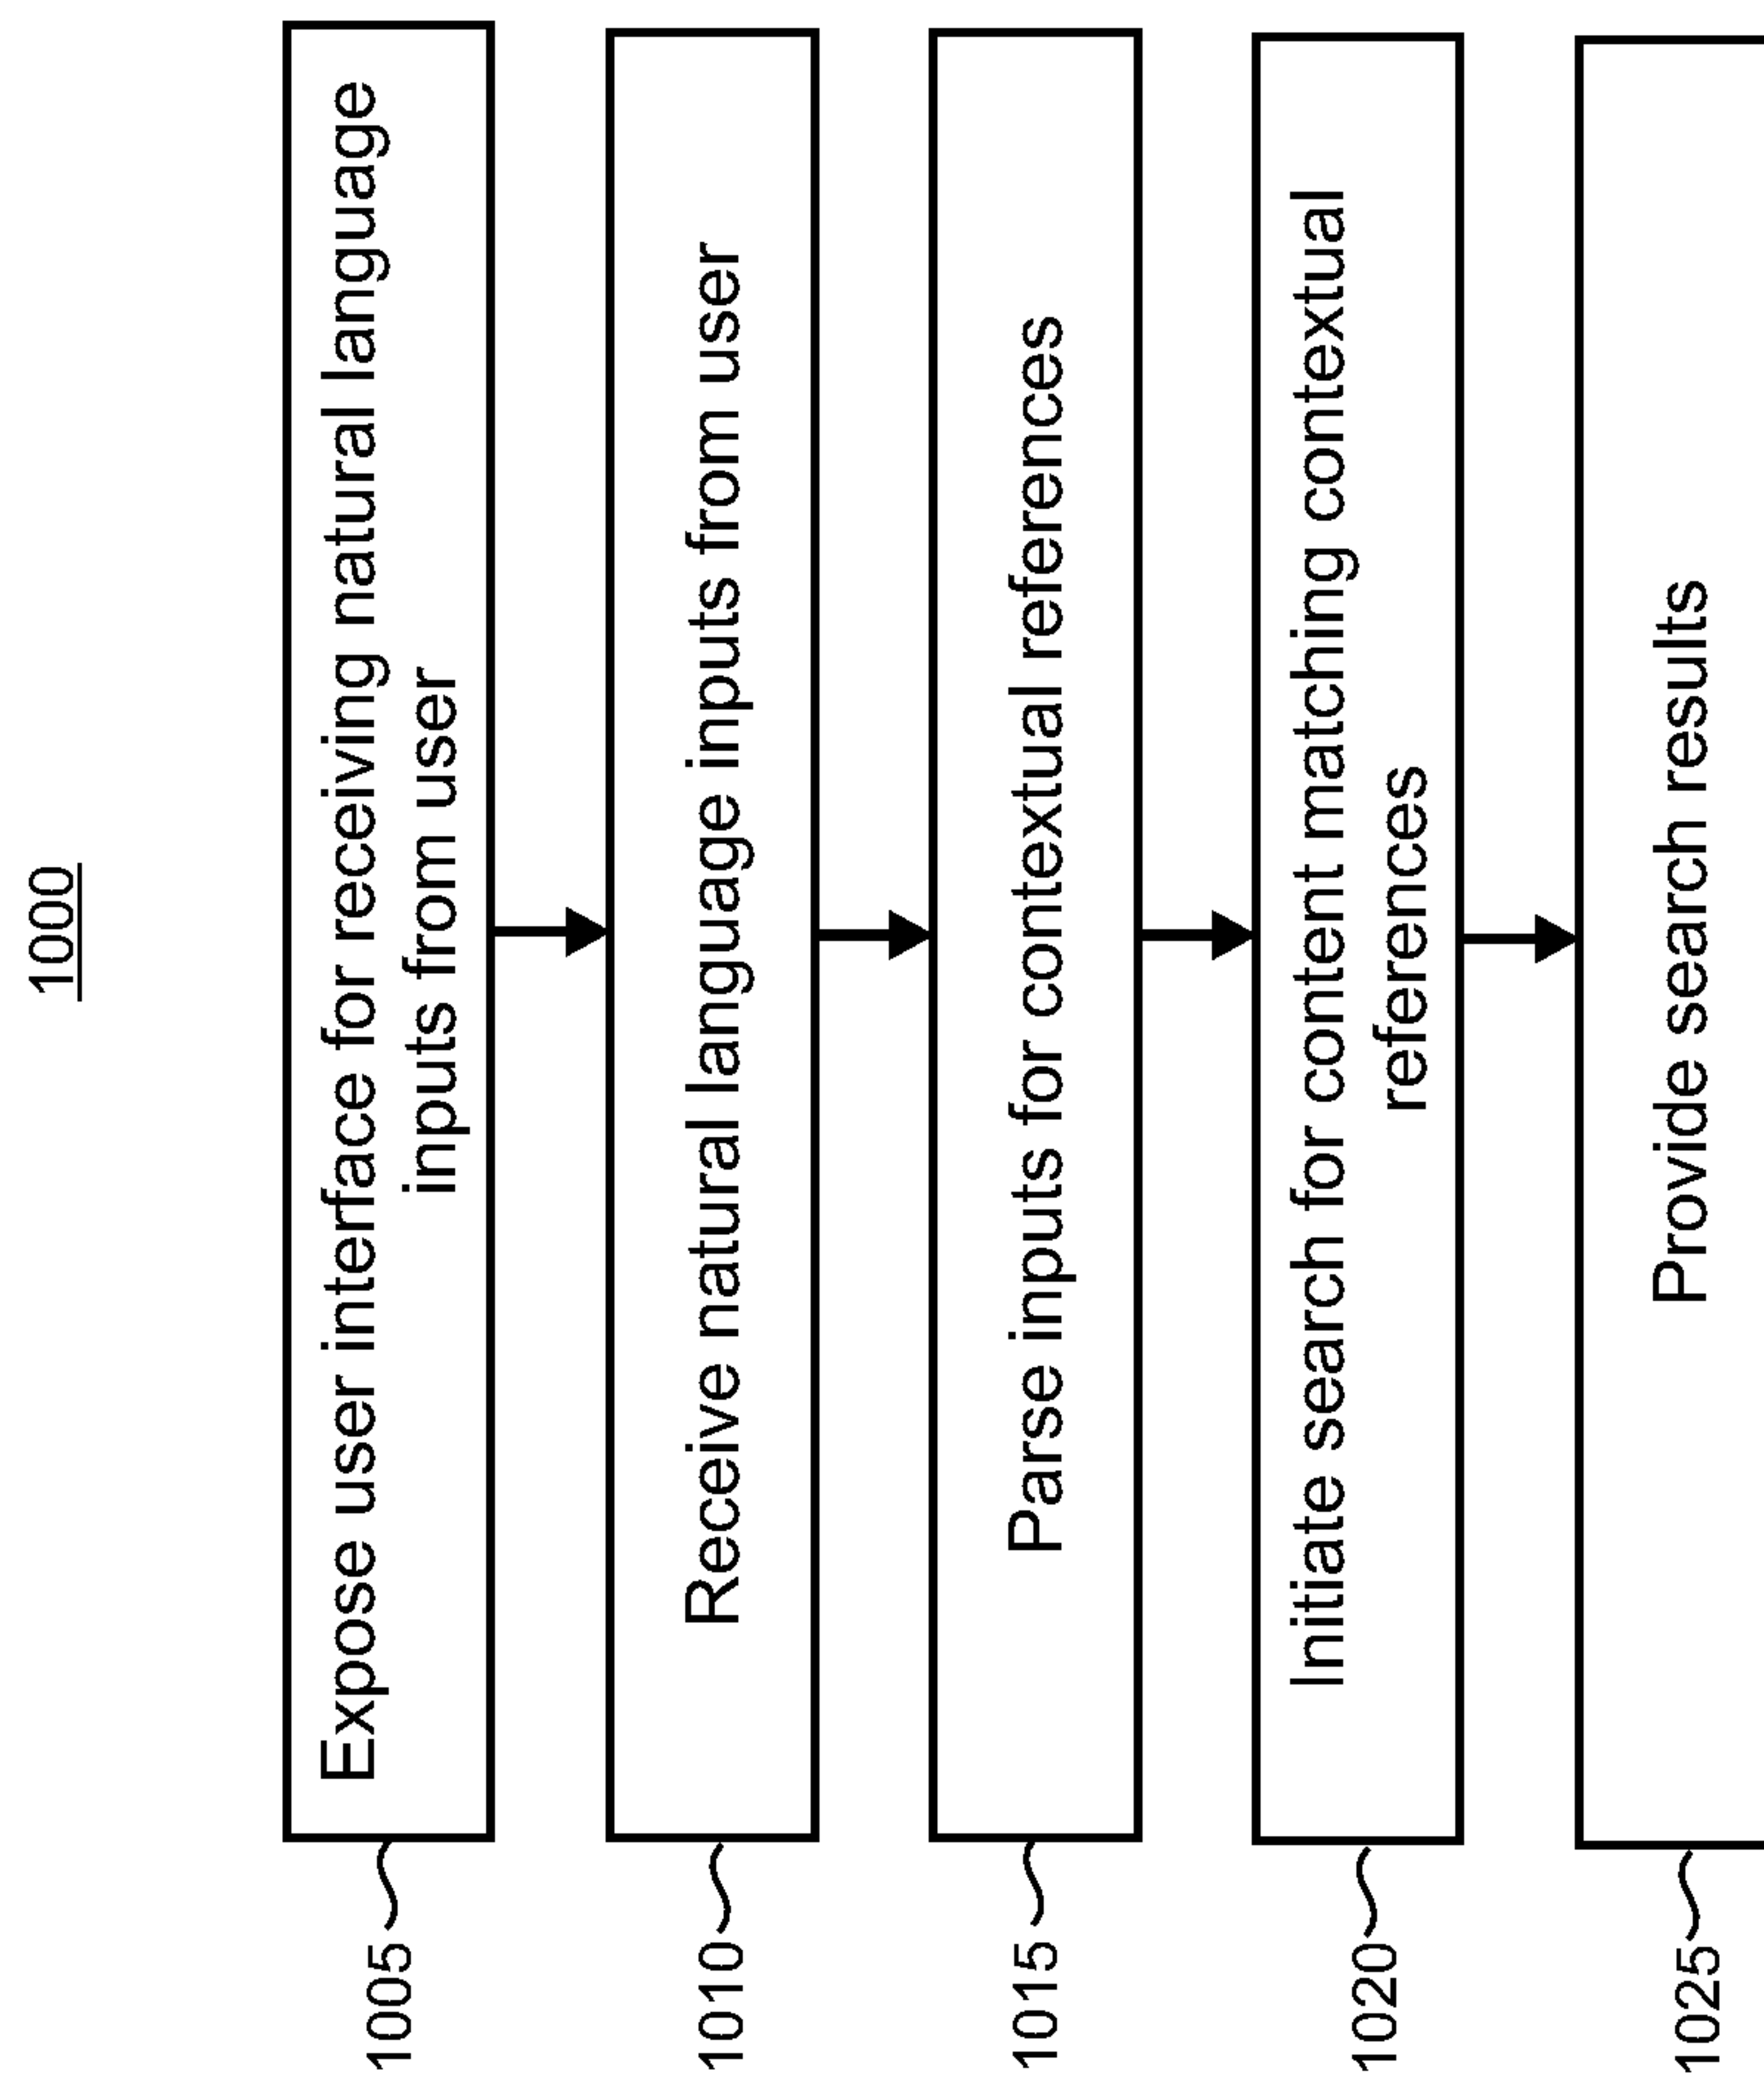 1000
1005
Expose user interface for receiving natural language
inputs from user
1010
Receive natural language inputs from user
1015
Parse inputs for contextual references
1020
Initiate search for content matching contextual
references
1025
Provide search results